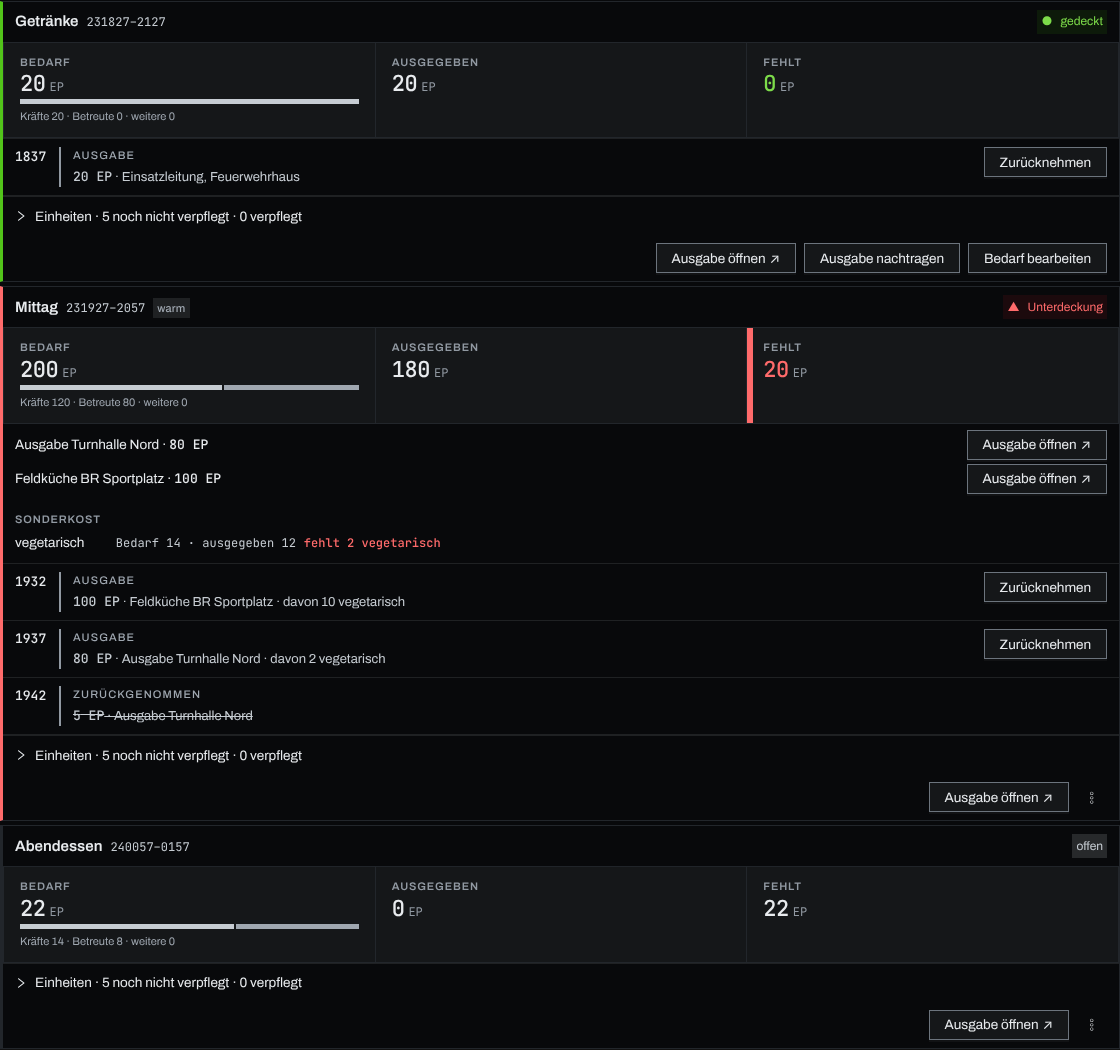 Getränke 231827–2127 gedeckt
BEDARF AUSGEGEBEN FEHLT
20 EP 20 EP 0 EP
Kräfte 20 · Betreute 0 · weitere 0
1837 AUSGABE Zurücknehmen
20 EP · Einsatzleitung, Feuerwehrhaus
Einheiten · 5 noch nicht verpflegt · 0 verpflegt
Ausgabe öffnen ↗ Ausgabe nachtragen Bedarf bearbeiten
Mittag 231927–2057 warm Unterdeckung
BEDARF AUSGEGEBEN FEHLT
200 EP 180 EP 20 EP
Kräfte 120 · Betreute 80 · weitere 0
Ausgabe Turnhalle Nord · 80 EP Ausgabe öffnen ↗
Feldküche BR Sportplatz · 100 EP Ausgabe öffnen ↗
SONDERKOST
vegetarisch Bedarf 14 · ausgegeben 12 fehlt 2 vegetarisch
1932 AUSGABE Zurücknehmen
100 EP · Feldküche BR Sportplatz · davon 10 vegetarisch
1937 AUSGABE Zurücknehmen
80 EP · Ausgabe Turnhalle Nord · davon 2 vegetarisch
1942 ZURÜCKGENOMMEN
5 EP · Ausgabe Turnhalle Nord
Einheiten · 5 noch nicht verpflegt · 0 verpflegt
Ausgabe öffnen ↗
Abendessen 240057–0157 offen
BEDARF AUSGEGEBEN FEHLT
22 EP 0 EP 22 EP
Kräfte 14 · Betreute 8 · weitere 0
Einheiten · 5 noch nicht verpflegt · 0 verpflegt
Ausgabe öffnen ↗